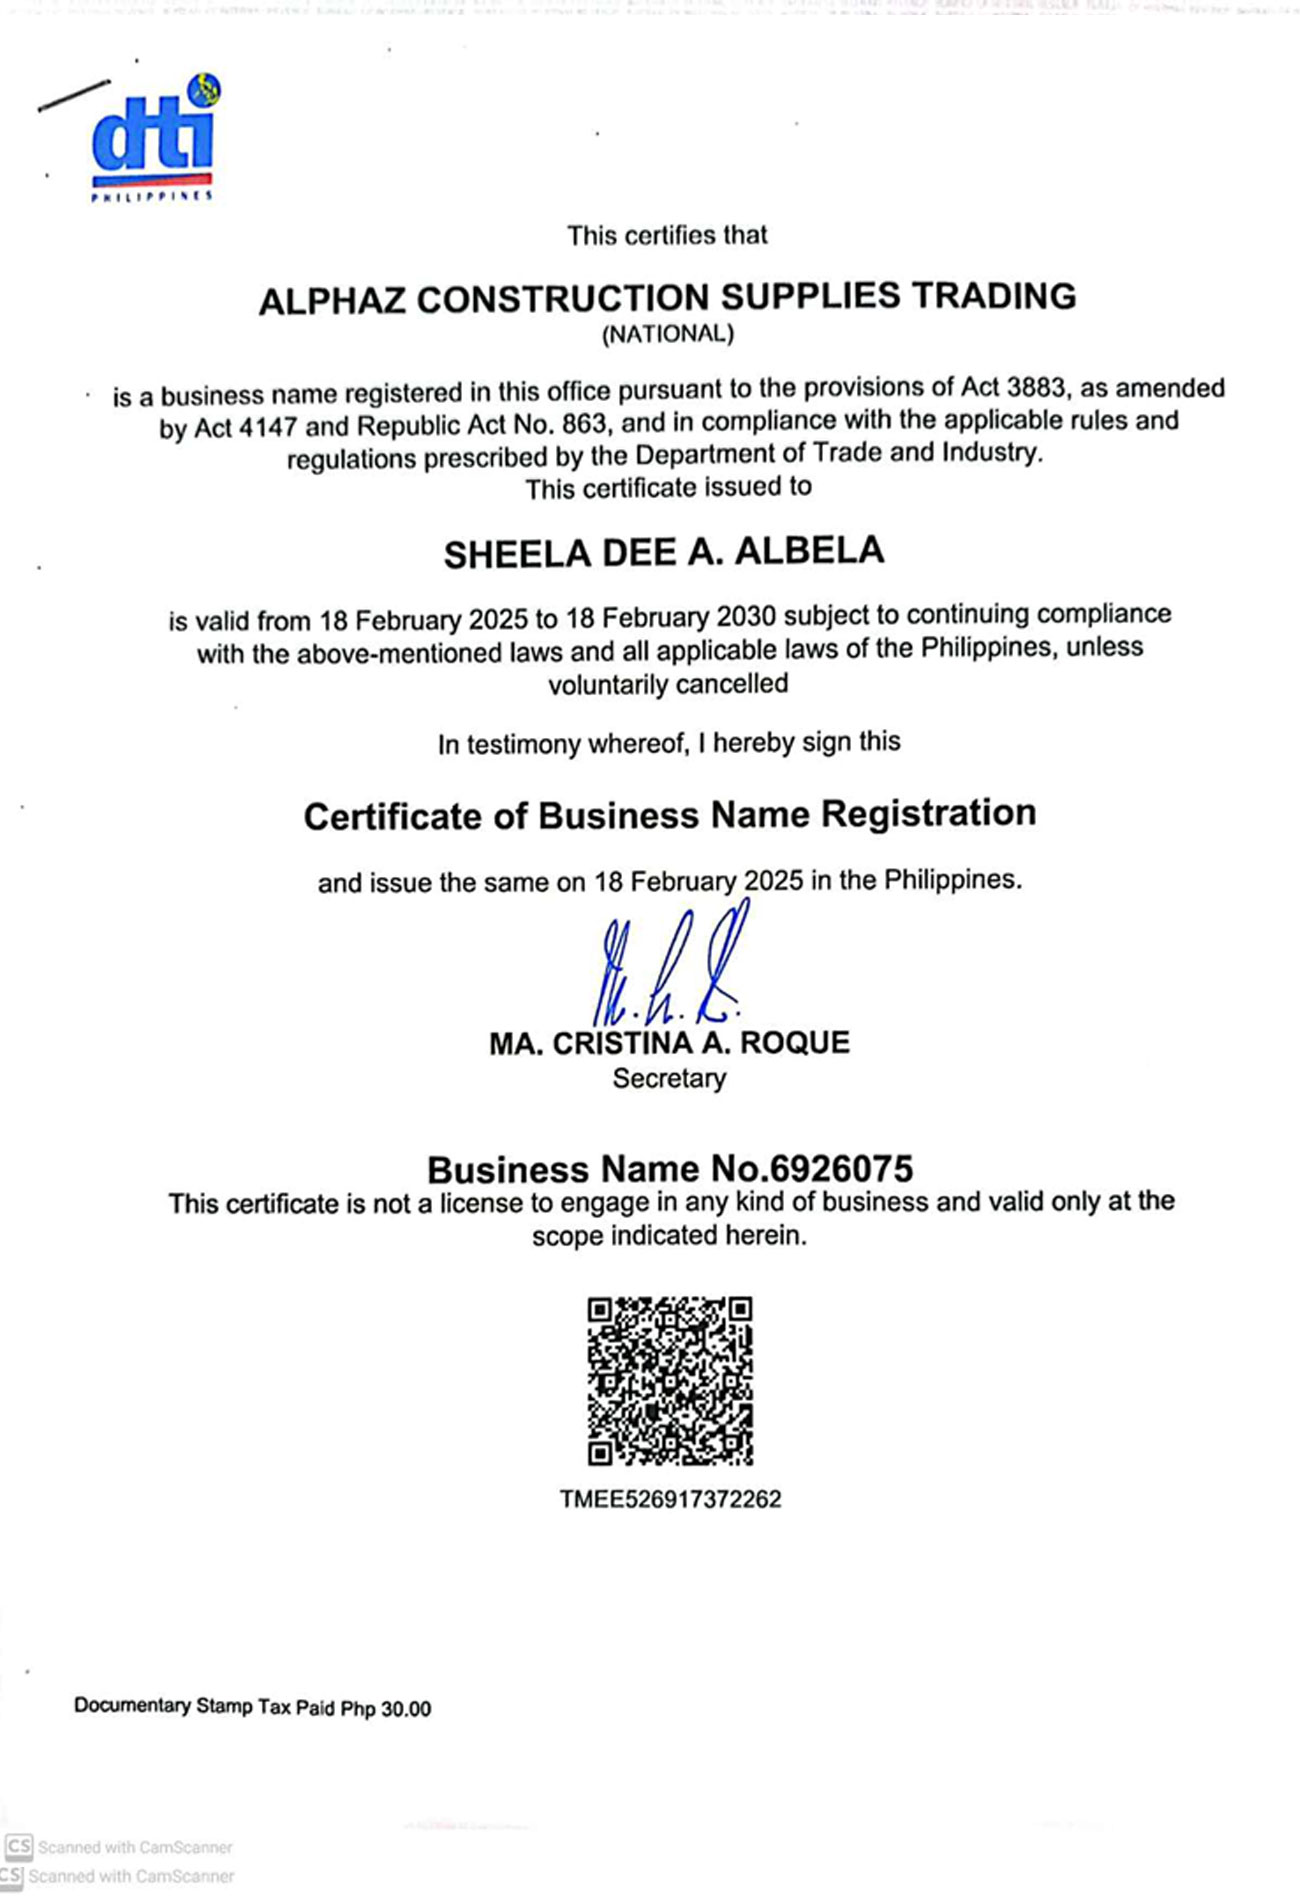 dti
PHILIPPINES
This certifies that
ALPHAZ CONSTRUCTION SUPPLIES TRADING
(NATIONAL)
is a business name registered in this office pursuant to the provisions of Act 3883, as amended
by Act 4147 and Republic Act No. 863, and in compliance with the applicable rules and
regulations prescribed by the Department of Trade and Industry.
This certificate issued to
SHEELA DEE A. ALBELA
is valid from 18 February 2025 to 18 February 2030 subject to continuing compliance
with the above-mentioned laws and all applicable laws of the Philippines, unless
voluntarily cancelled
In testimony whereof, I hereby sign this
Certificate of Business Name Registration
and issue the same on 18 February 2025 in the Philippines.
MA. CRISTINA A. ROQUE
Secretary
Business Name No.6926075
This certificate is not a license to engage in any kind of business and valid only at the
scope indicated herein.
TMEE526917372262
Documentary Stamp Tax Paid Php 30.00
CS Scanned with CamScanner
CS Scanned with CamScanner